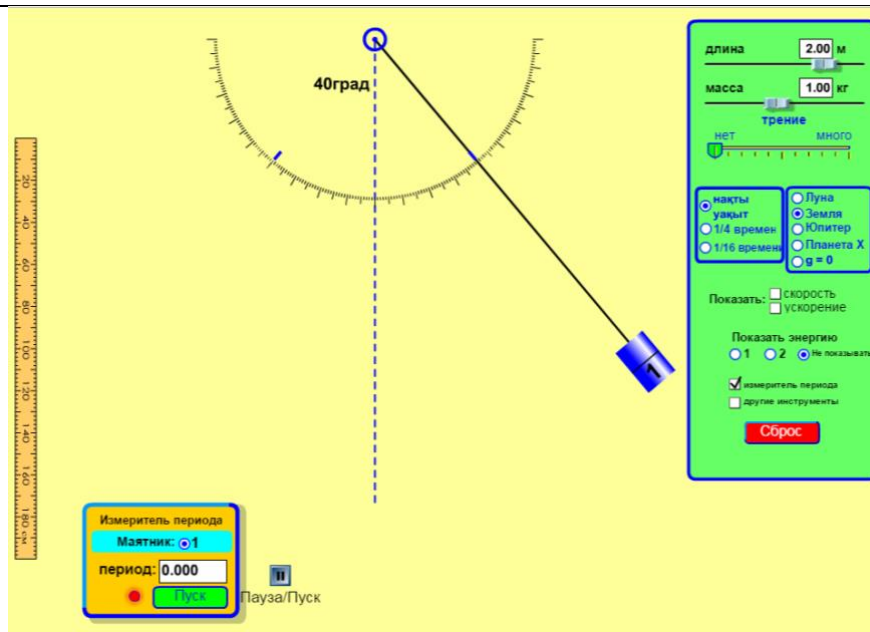 40град
длина 2.00 м
масса 1.00 кг
трение
нет много
нақты уақыт
1/4 времен
1/16 времени
Луна
Земля
Юпитер
Планета X
g = 0
Показать: скорость
ускорение
Показать энергию
1 2 Не показывать
измеритель периода
другие инструменты
Сброс
20
40
60
80
100
120
140
160
180 см
1
Измеритель периода
Маятник: 1
период: 0.000
Пуск
Пауза/Пуск